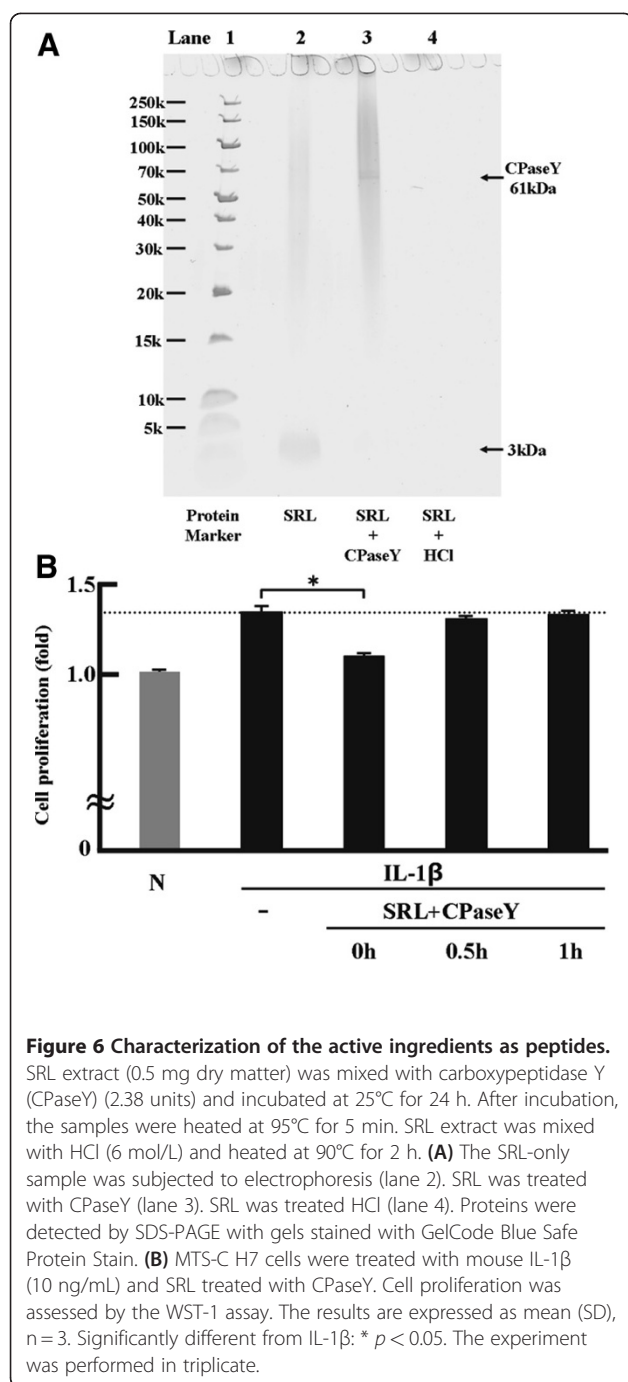 A
Lane 1 2 3 4
250k
150k
100k
70k
50k
40k
30k
20k
15k
10k
5k
CPaseY
61kDa
3kDa
Protein
Marker
SRL
SRL
+
CPaseY
SRL
+
HCl
B
Cell proliferation (fold)
1.5
1.0
≈
0
*
N
IL-1β
–
SRL+CPaseY
0h 0.5h 1h
Figure 6 Characterization of the active ingredients as peptides.
SRL extract (0.5 mg dry matter) was mixed with carboxypeptidase Y
(CPaseY) (2.38 units) and incubated at 25°C for 24 h. After incubation,
the samples were heated at 95°C for 5 min. SRL extract was mixed
with HCl (6 mol/L) and heated at 90°C for 2 h. (A) The SRL-only
sample was subjected to electrophoresis (lane 2). SRL was treated
with CPaseY (lane 3). SRL was treated HCl (lane 4). Proteins were
detected by SDS-PAGE with gels stained with GelCode Blue Safe
Protein Stain. (B) MTS-C H7 cells were treated with mouse IL-1β
(10 ng/mL) and SRL treated with CPaseY. Cell proliferation was
assessed by the WST-1 assay. The results are expressed as mean (SD),
n = 3. Significantly different from IL-1β: * p < 0.05. The experiment
was performed in triplicate.